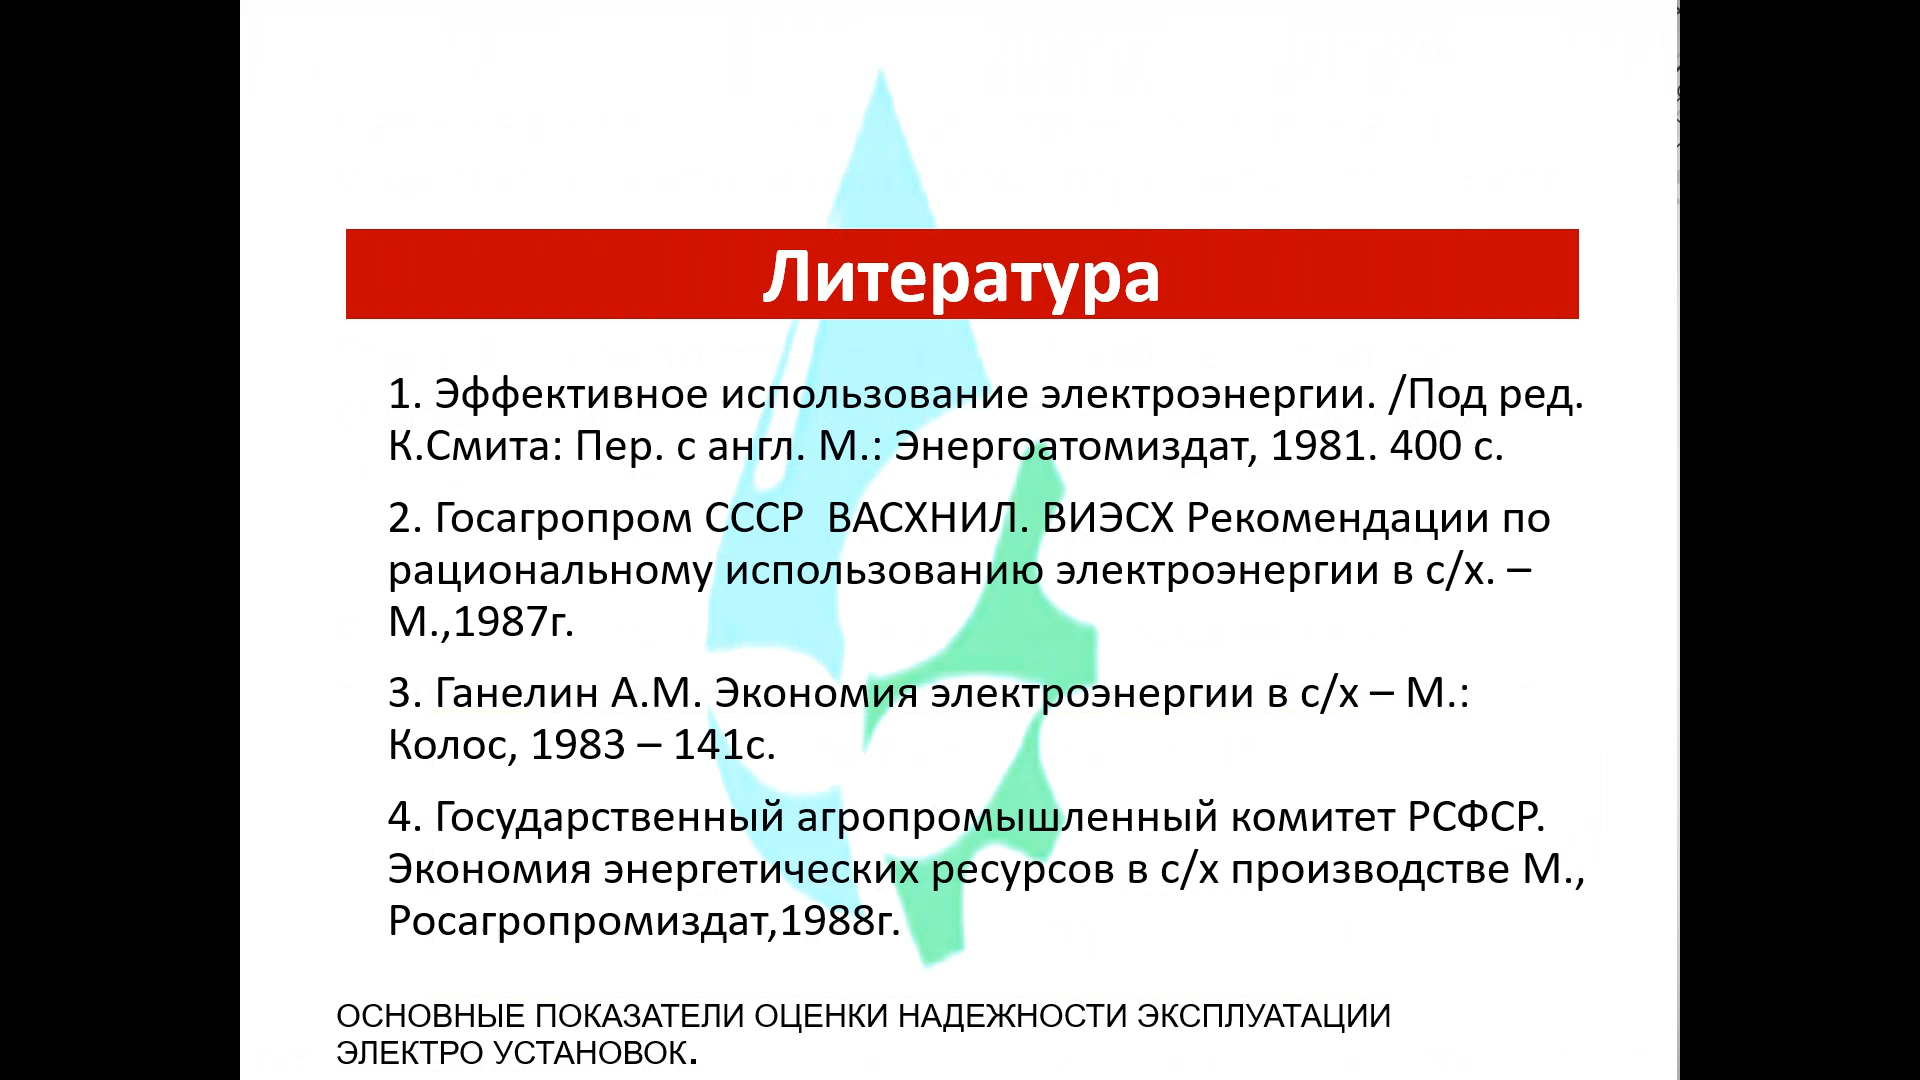 Литература
1. Эффективное использование электроэнергии. /Под ред.
К.Смита: Пер. с англ. М.: Энергоатомиздат, 1981. 400 с.
2. Госагропром СССР  ВАСХНИЛ. ВИЭСХ Рекомендации по
рациональному использованию электроэнергии в с/х. –
М.,1987г.
3. Ганелин А.М. Экономия электроэнергии в с/х – М.:
Колос, 1983 – 141с.
4. Государственный агропромышленный комитет РСФСР.
Экономия энергетических ресурсов в с/х производстве М.,
Росагропромиздат,1988г.
ОСНОВНЫЕ ПОКАЗАТЕЛИ ОЦЕНКИ НАДЕЖНОСТИ ЭКСПЛУАТАЦИИ
ЭЛЕКТРО УСТАНОВОК.